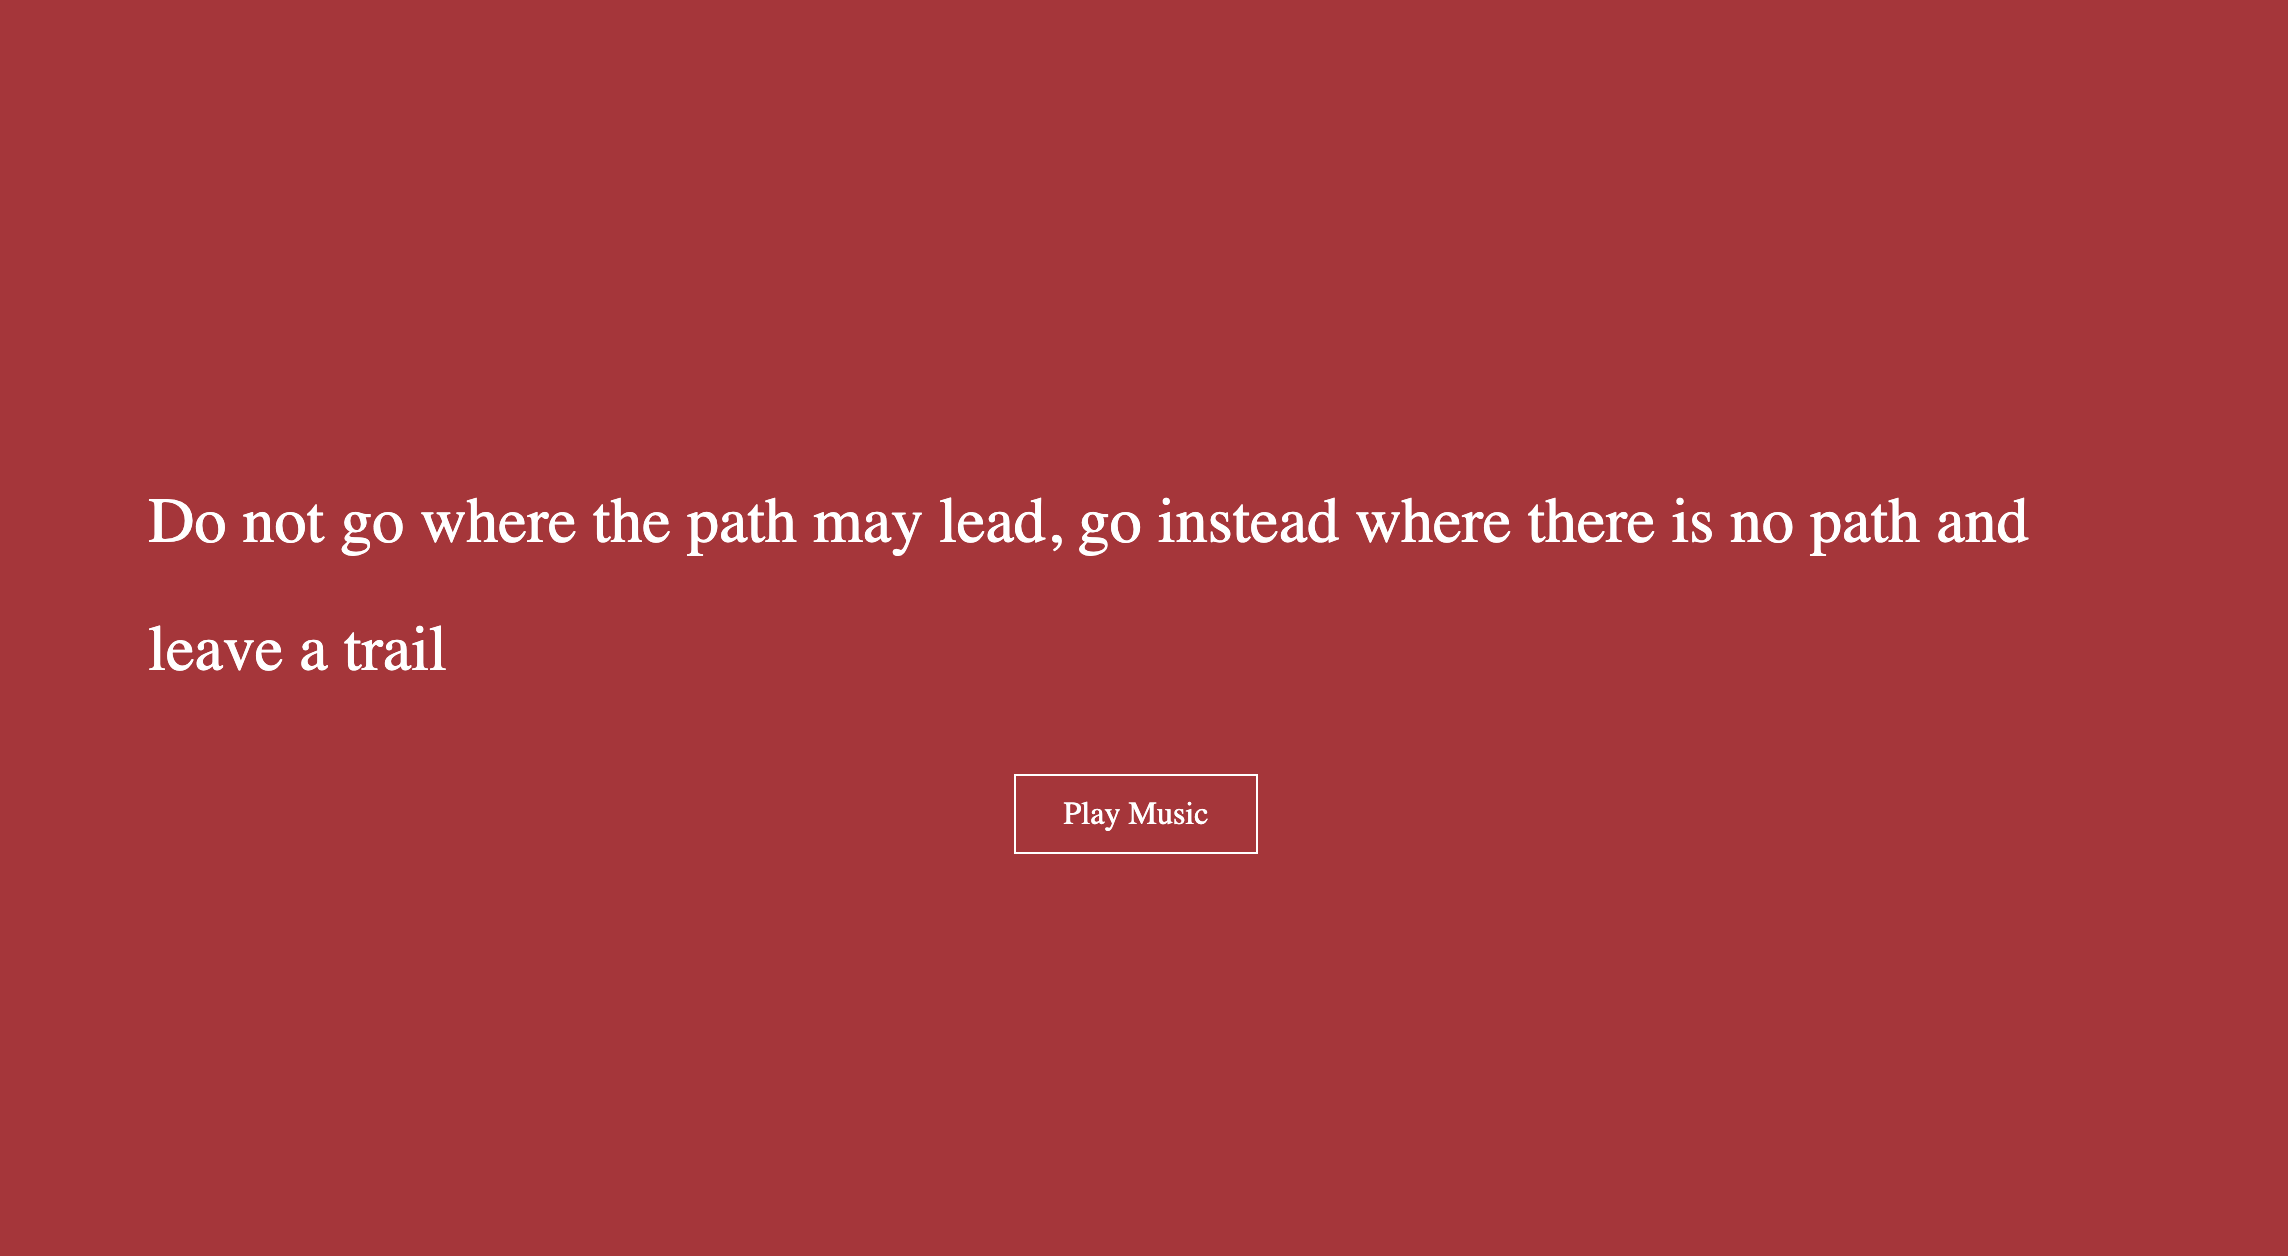 Do not go where the path may lead, go instead where there is no path and
leave a trail
Play Music